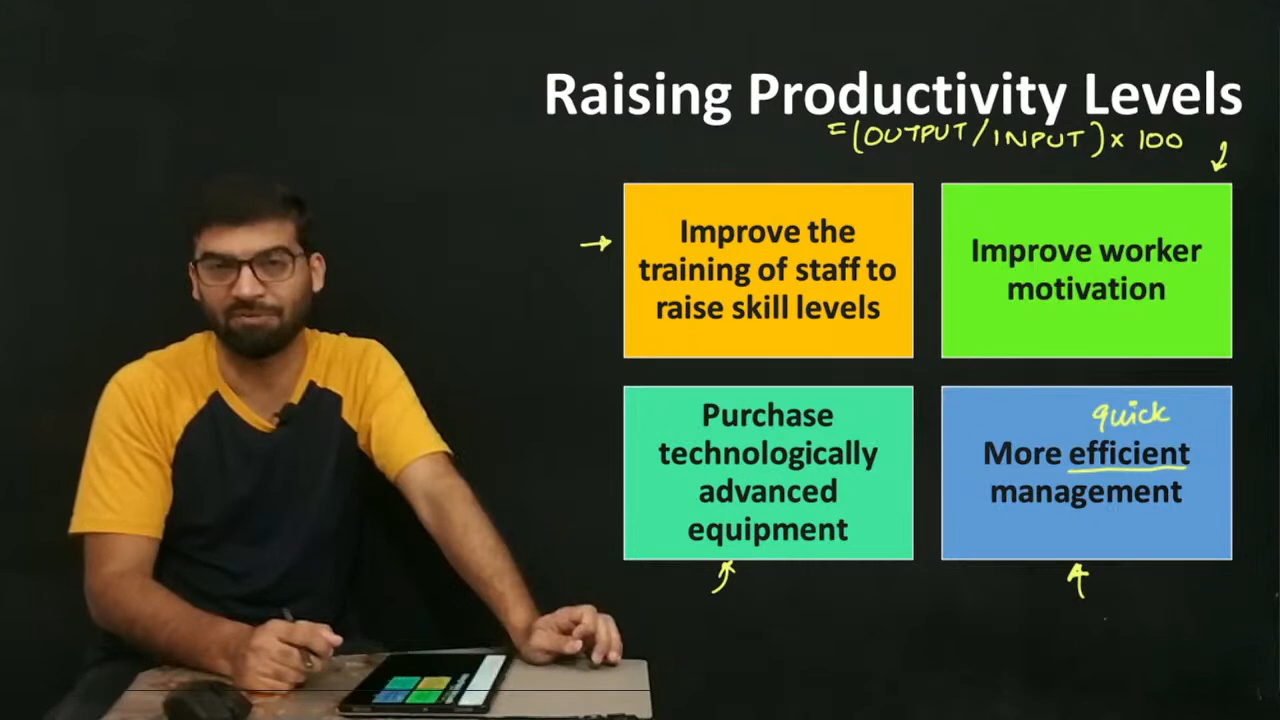 Raising Productivity Levels
=(OUTPUT/INPUT)×100
Improve the
training of staff to
raise skill levels
Improve worker
motivation
Purchase
technologically
advanced
equipment
quick
More efficient
management